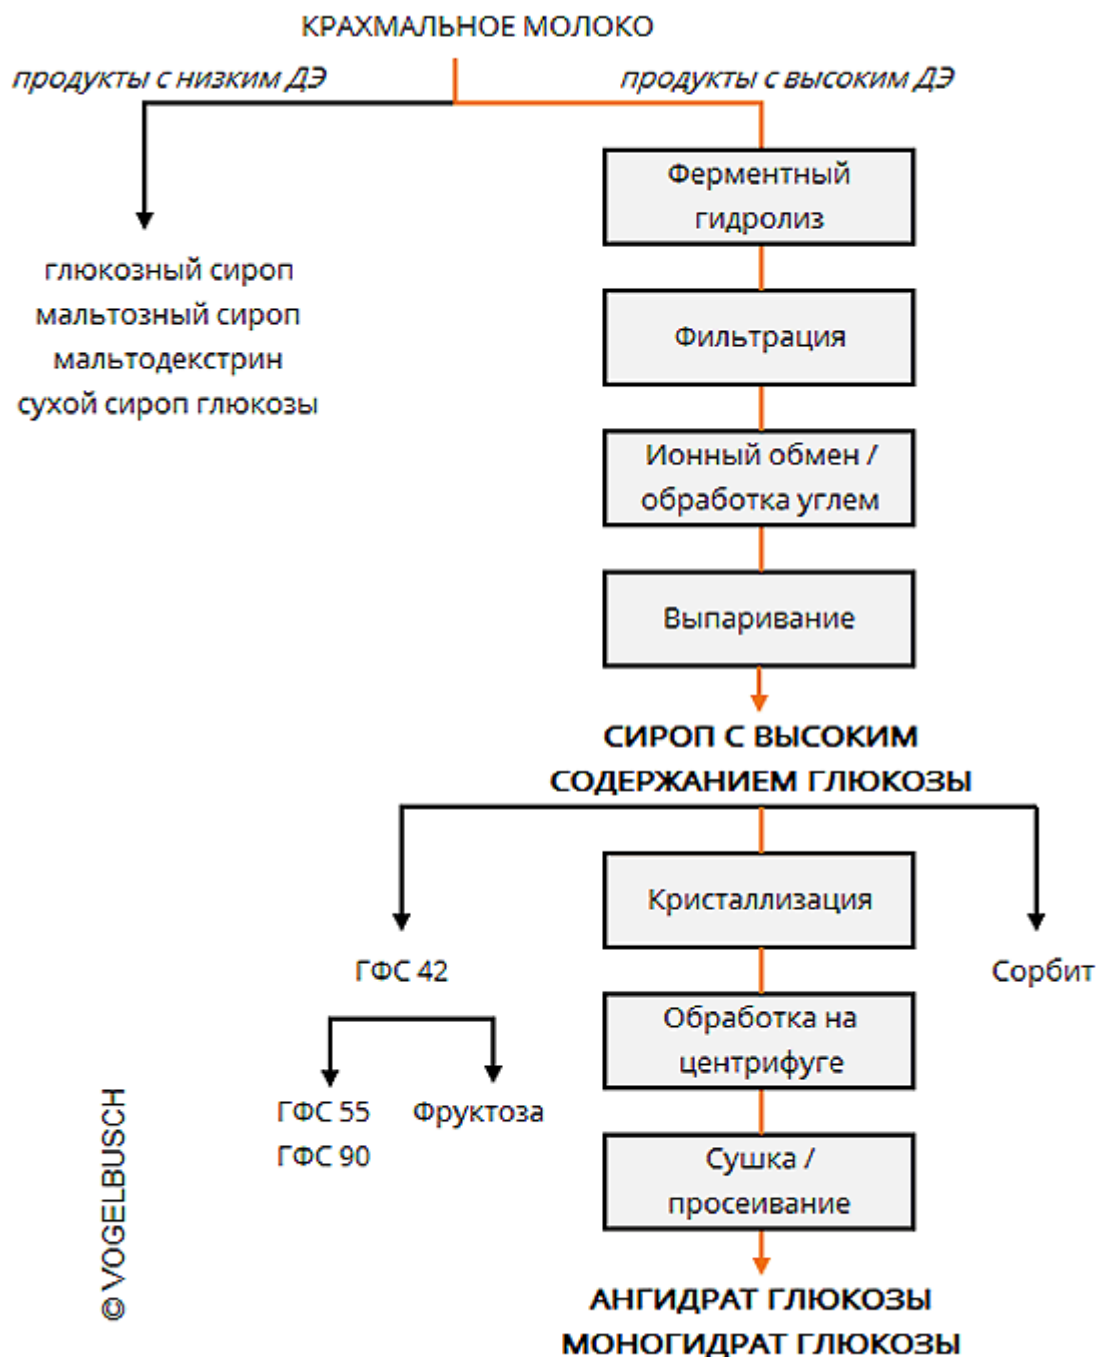 КРАХМАЛЬНОЕ МОЛОКО
продукты с низким ДЭ
продукты с высоким ДЭ
глюкозный сироп
мальтозный сироп
мальтодекстрин
сухой сироп глюкозы
Ферментный
гидролиз
Фильтрация
Ионный обмен /
обработка углем
Выпаривание
СИРОП С ВЫСОКИМ
СОДЕРЖАНИЕМ ГЛЮКОЗЫ
ГФС 42
ГФС 55
ГФС 90
Фруктоза
Кристаллизация
Обработка на
центрифуге
Сушка /
просеивание
Сорбит
АНГИДРАТ ГЛЮКОЗЫ
МОНОГИДРАТ ГЛЮКОЗЫ
© VOGELBUSCH